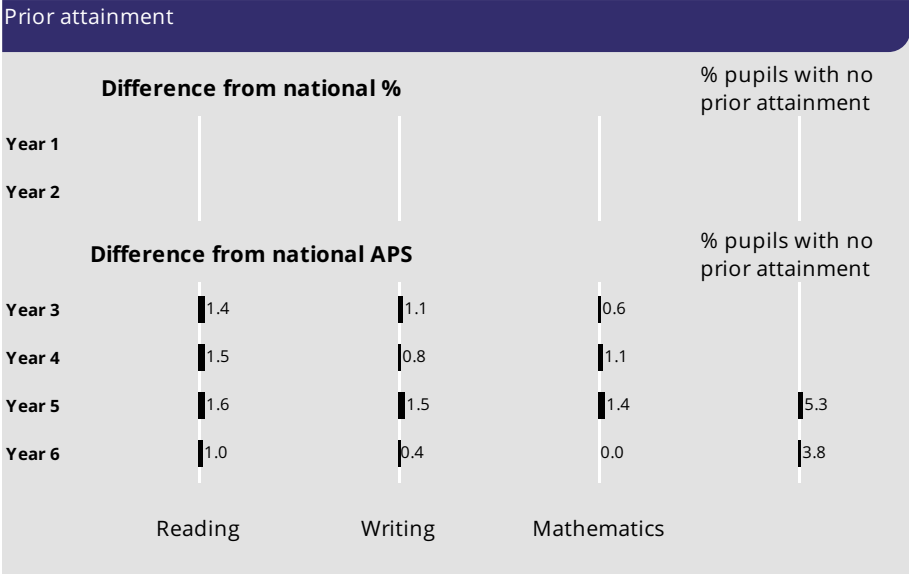 Prior attainment
Difference from national %
% pupils with no
prior attainment
Year 1
Year 2
Difference from national APS
% pupils with no
prior attainment
Year 3 1.4 1.1 0.6
Year 4 1.5 0.8 1.1
Year 5 1.6 1.5 1.4 5.3
Year 6 1.0 0.4 0.0 3.8
Reading Writing Mathematics